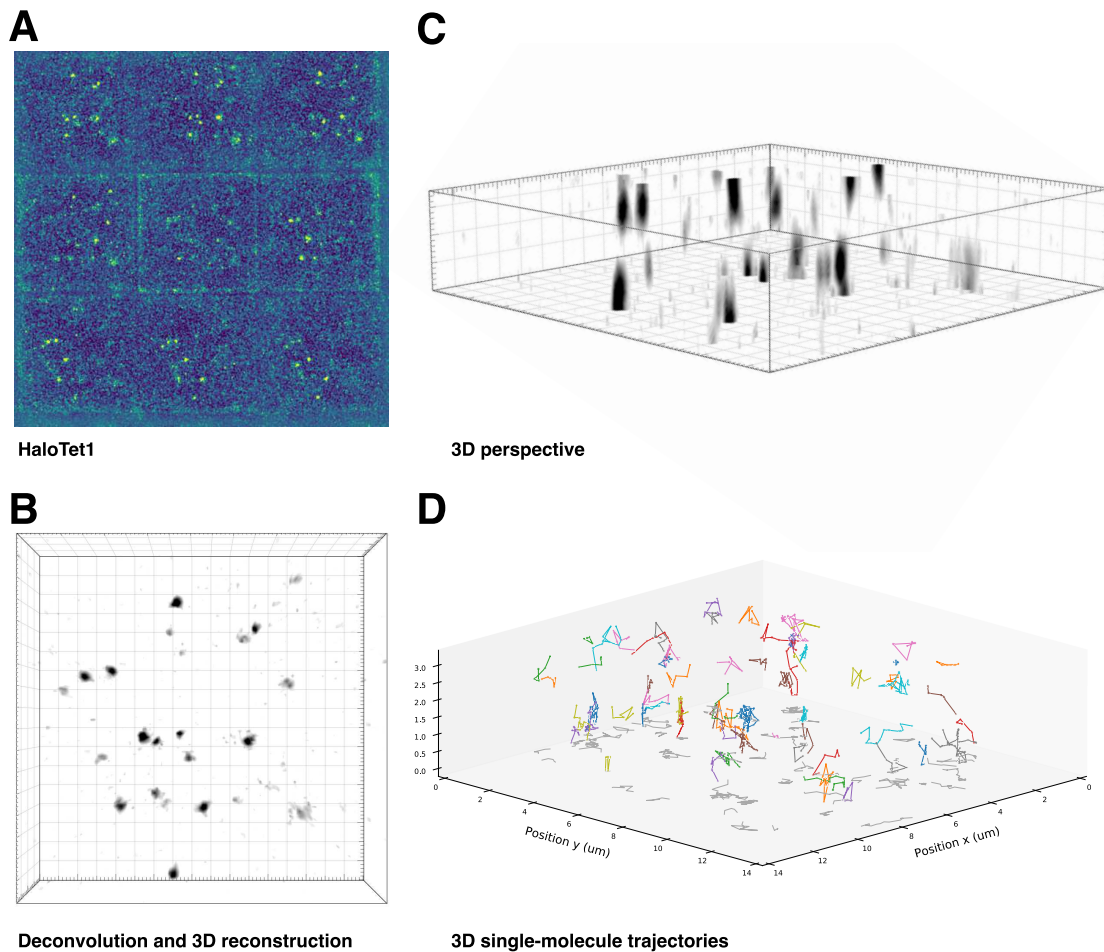 A
C
HaloTet1
3D perspective
B
D
3.0
2.5
2.0
1.5
1.0
0.5
0.0
0
2
4
6
8
10
12
14
Position y (um)
14
12
10
8
6
4
2
0
Position x (um)
Deconvolution and 3D reconstruction
3D single-molecule trajectories